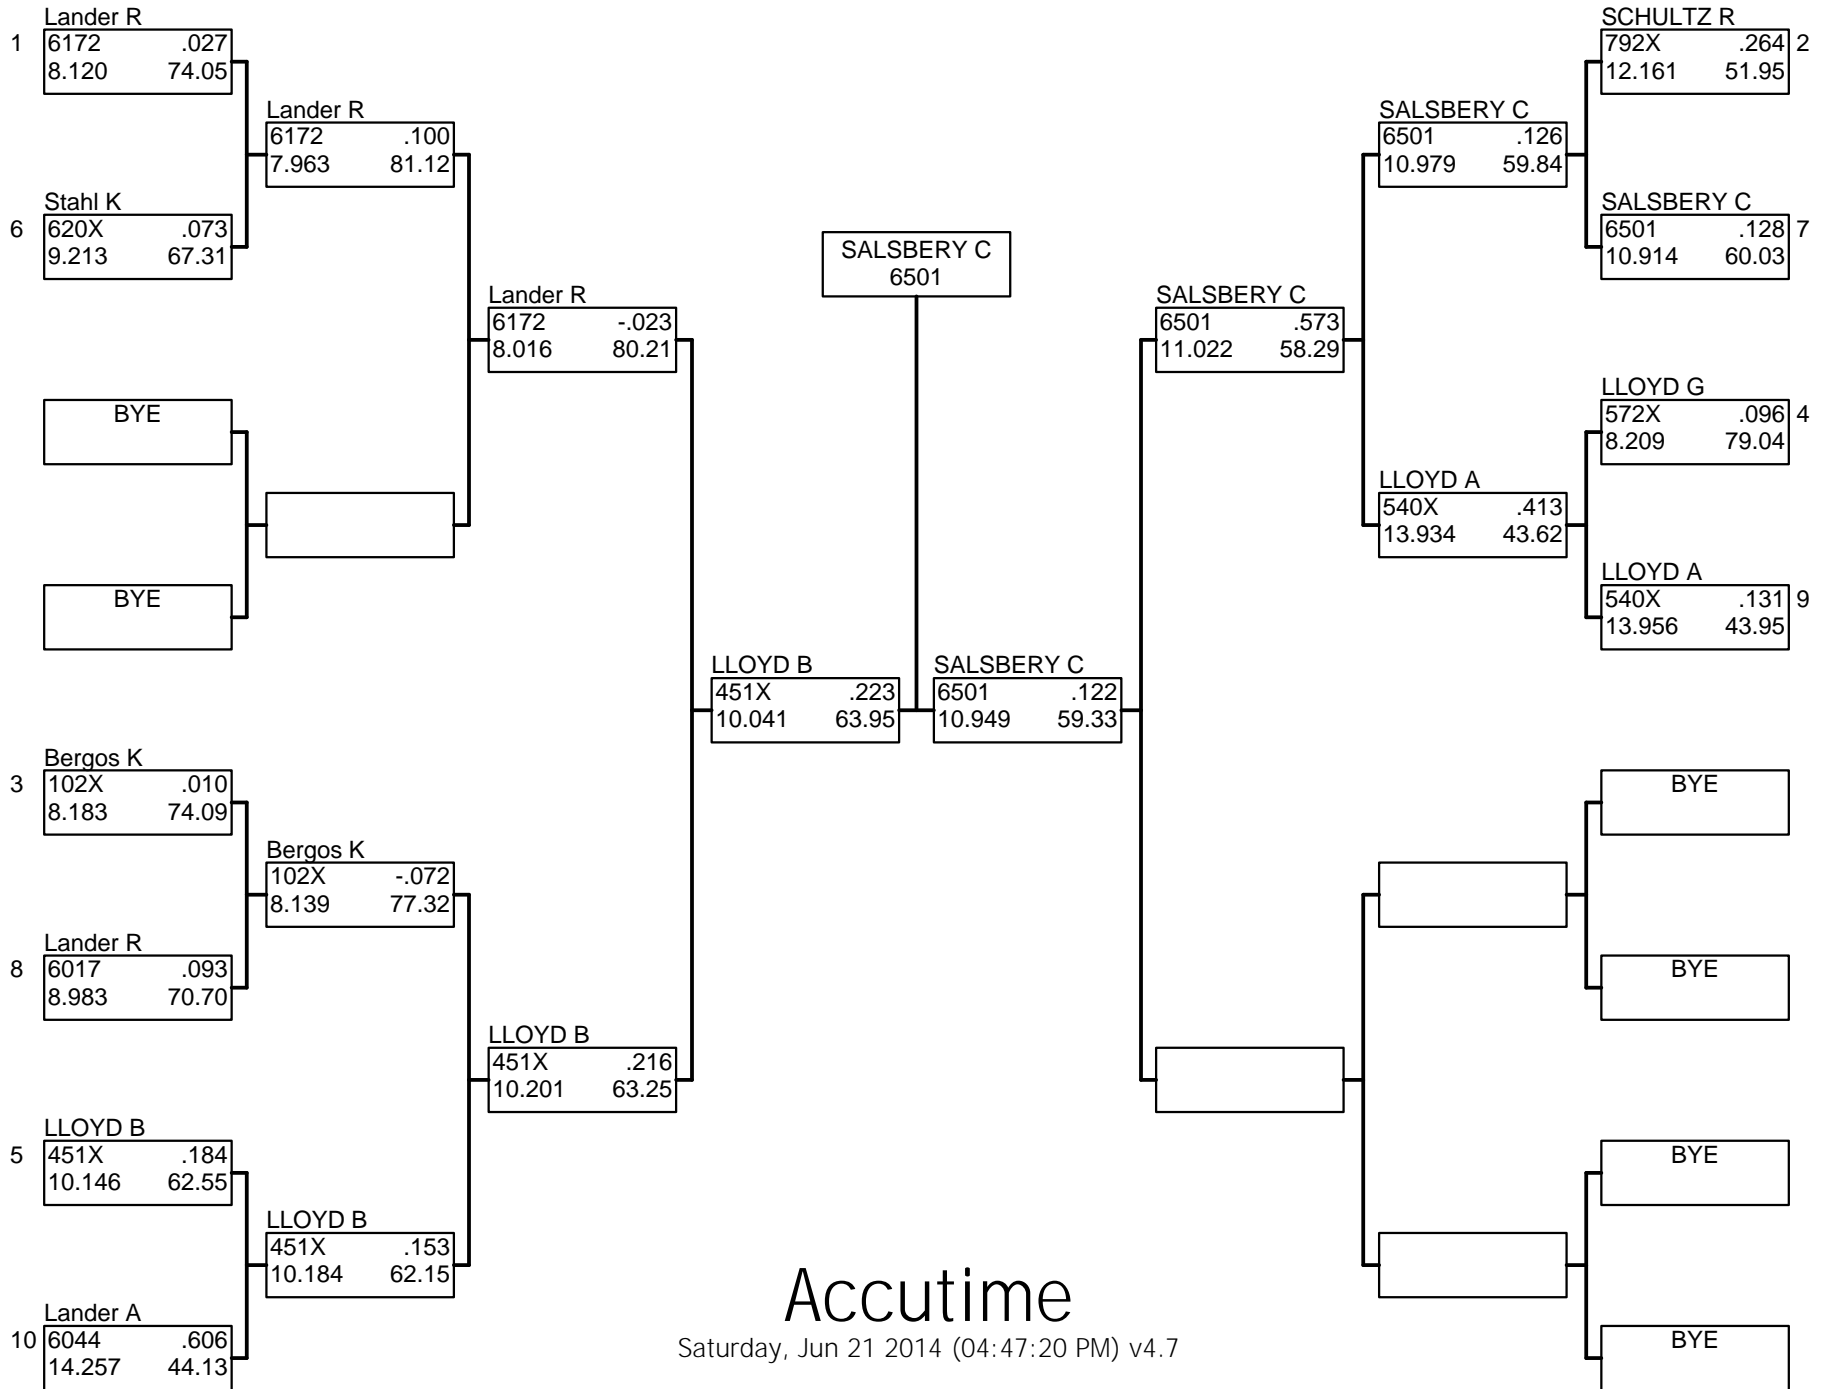 Lander R
1 6172 .027
8.120 74.05
Stahl K
6 620X .073
9.213 67.31
BYE
BYE
Bergos K
3 102X .010
8.183 74.09
Lander R
8 6017 .093
8.983 70.70
LLOYD B
5 451X .184
10.146 62.55
Lander A
10 6044 .606
14.257 44.13
Lander R
6172 .100
7.963 81.12
Bergos K
102X -.072
8.139 77.32
LLOYD B
451X .153
10.184 62.15
Lander R
6172 -.023
8.016 80.21
LLOYD B
451X .216
10.201 63.25
LLOYD B
451X .223
10.041 63.95
SALSBERY C
6501
SALSBERY C
6501 .122
10.949 59.33
SALSBERY C
6501 .573
11.022 58.29
SALSBERY C
6501 .126
10.979 59.84
LLOYD A
540X .413
13.934 43.62
SCHULTZ R
792X .264 2
12.161 51.95
SALSBERY C
6501 .128 7
10.914 60.03
LLOYD G
572X .096 4
8.209 79.04
LLOYD A
540X .131 9
13.956 43.95
BYE
BYE
BYE
BYE
Accutime
Saturday, Jun 21 2014 (04:47:20 PM) v4.7